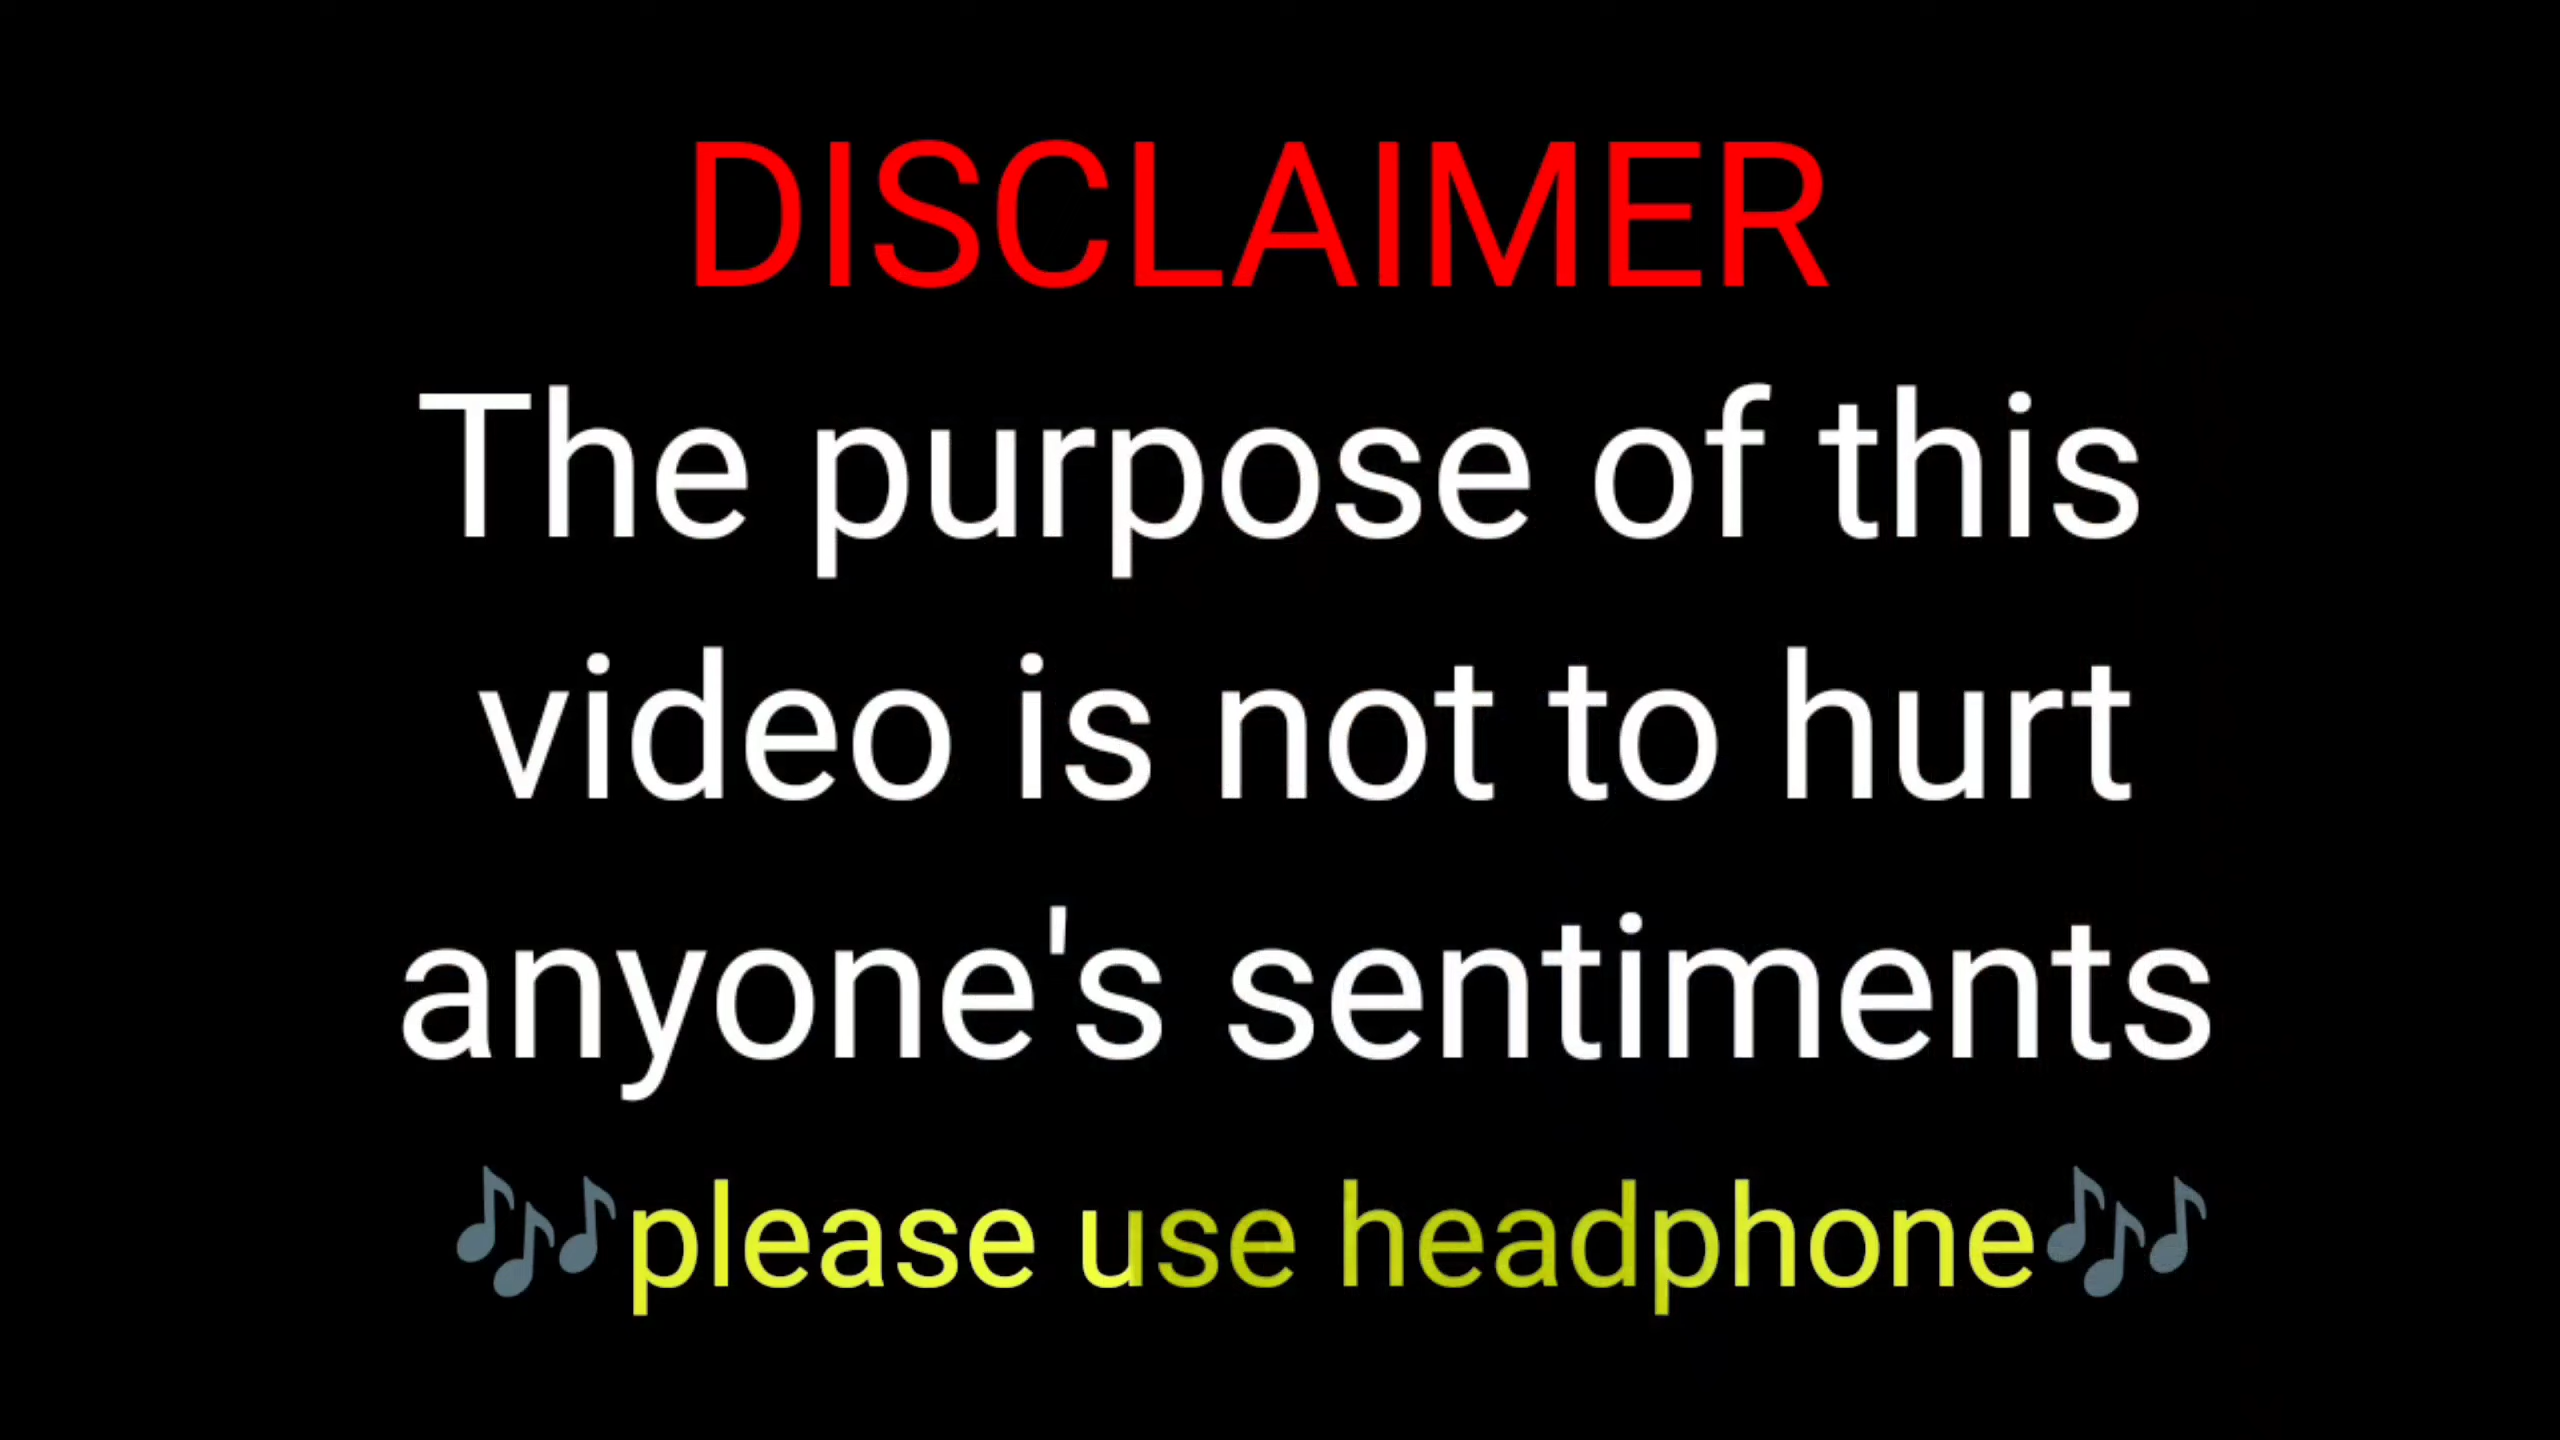 DISCLAIMER
The purpose of this
video is not to hurt
anyone's sentiments
🎶please use headphone🎶